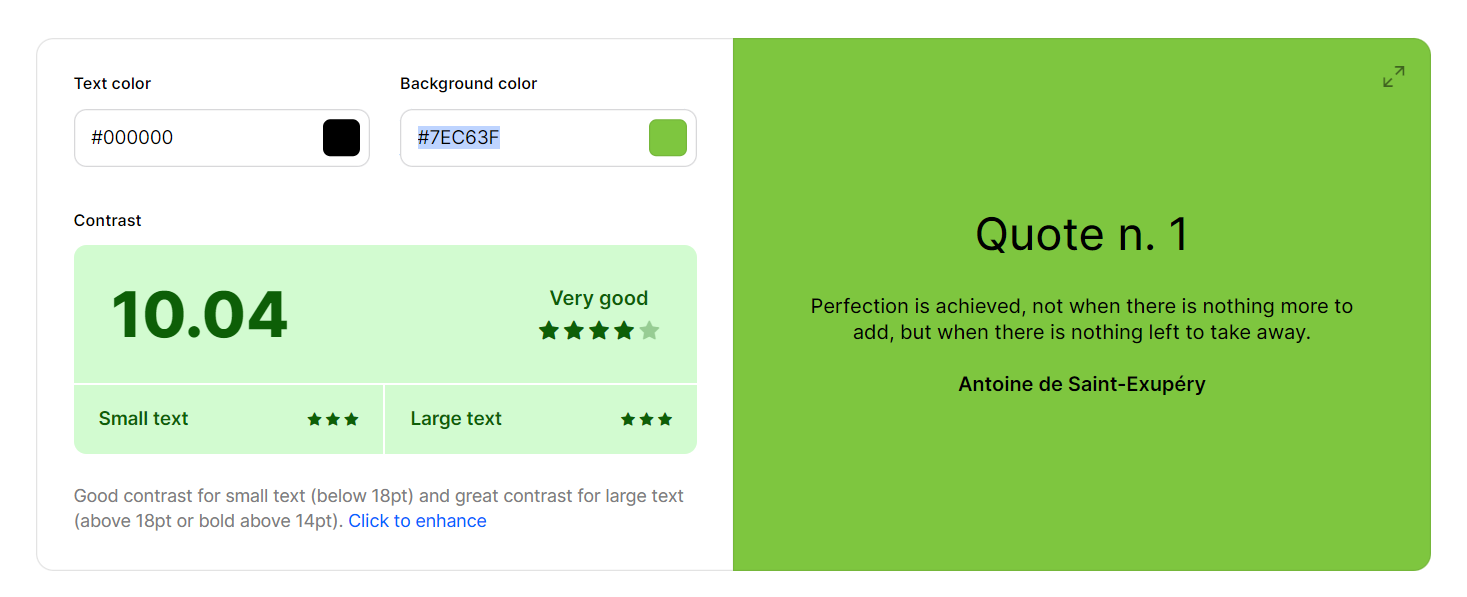 Text color
Background color
#000000
#7EC63F
Contrast
10.04
Very good
Small text
Large text
Good contrast for small text (below 18pt) and great contrast for large text
(above 18pt or bold above 14pt). Click to enhance
Quote n. 1
Perfection is achieved, not when there is nothing more to
add, but when there is nothing left to take away.
Antoine de Saint-Exupéry